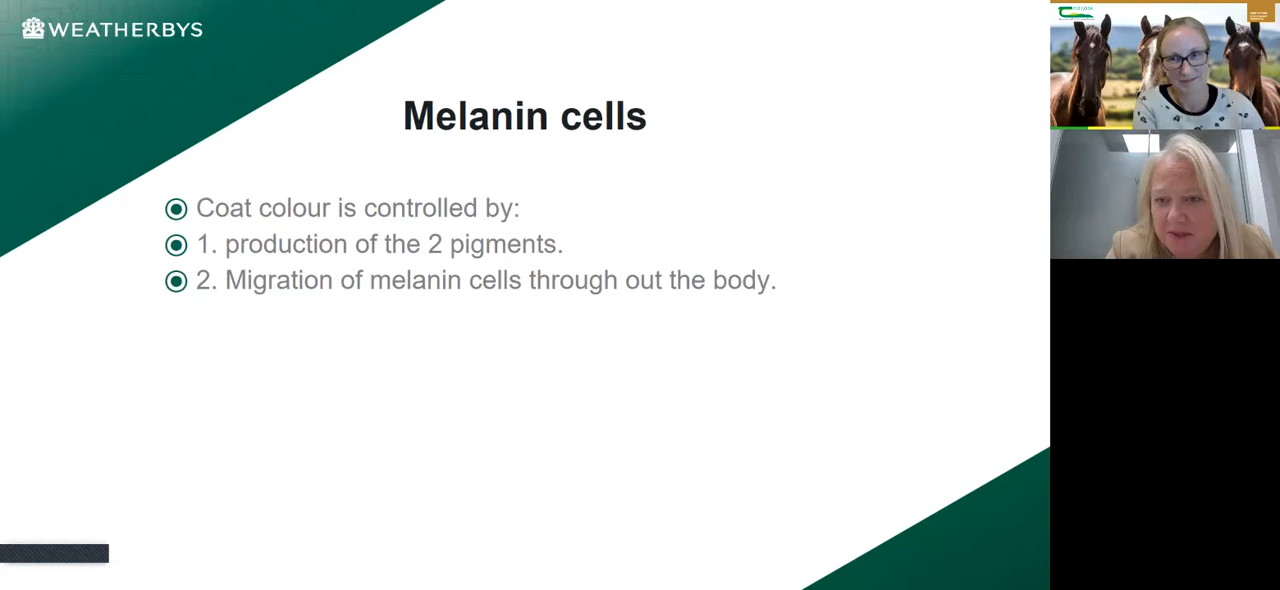 WEATHERBYS
Melanin cells
Coat colour is controlled by:
1. production of the 2 pigments.
2. Migration of melanin cells through out the body.